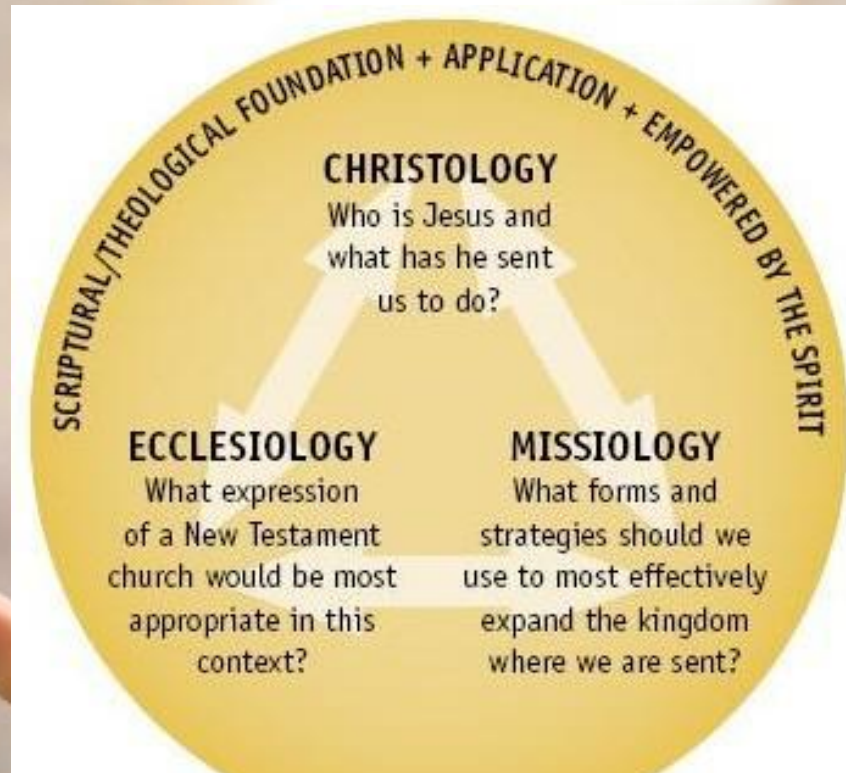 SCRIPTURAL/THEOLOGICAL FOUNDATION + APPLICATION + EMPOWERED BY THE SPIRIT
CHRISTOLOGY
Who is Jesus and
what has he sent
us to do?
ECCLESIOLOGY
What expression
of a New Testament
church would be most
appropriate in this
context?
MISSIOLOGY
What forms and
strategies should we
use to most effectively
expand the kingdom
where we are sent?